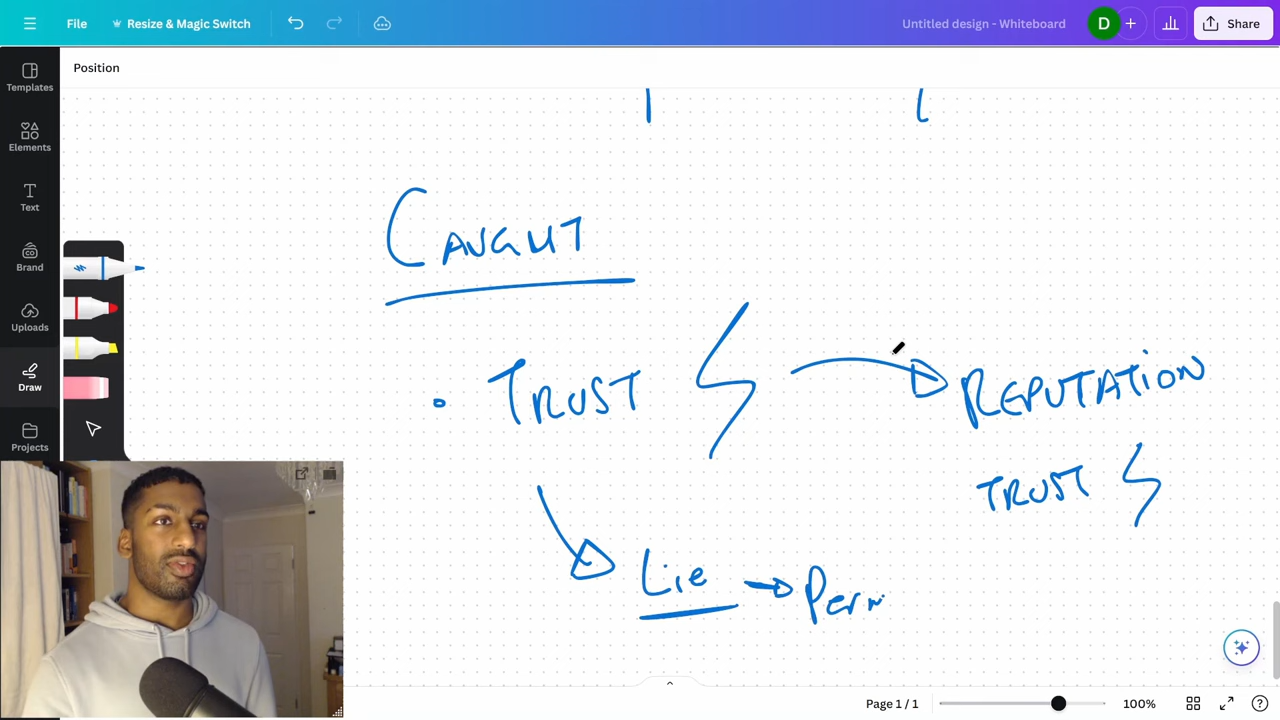 File
Resize & Magic Switch
Untitled design - Whiteboard
D
Share
Templates
Elements
Text
Brand
Uploads
Draw
Projects
Position
CAUGHT
TRUST
REPUTATION
TRUST
Lie
Perm
Page 1 / 1
100%